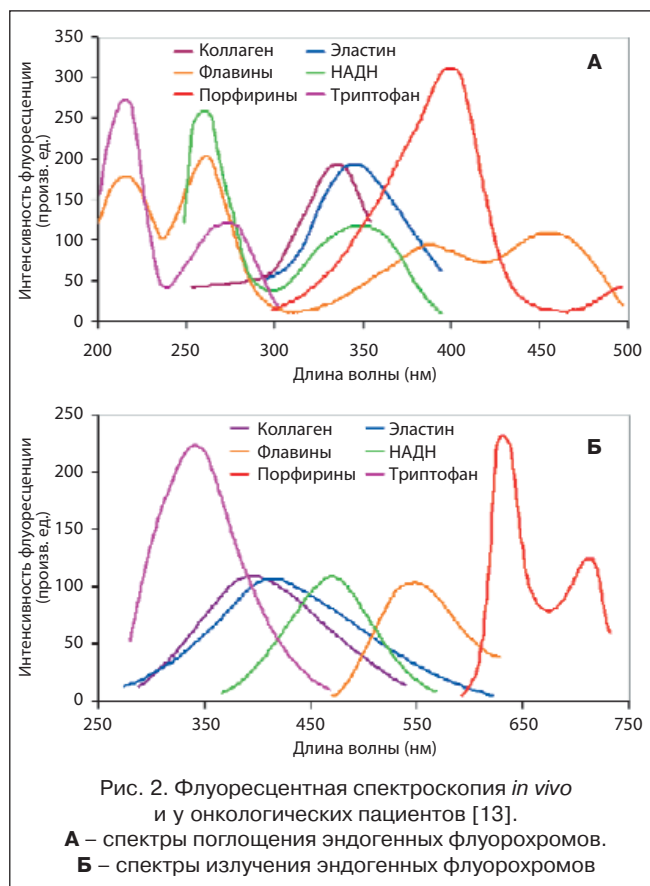 Интенсивность флуоресценции
(произв. ед.)
350
300
250
200
150
100
50
0
Коллаген
Эластин
Флавины
НАДН
Порфирины
Триптофан
А
200 250 300 350 400 450 500
Длина волны (нм)
Интенсивность флуоресценции
(произв. ед.)
250
200
150
100
50
0
Коллаген
Эластин
Флавины
НАДН
Порфирины
Триптофан
Б
250 350 450 550 650 750
Длина волны (нм)
Рис. 2. Флуоресцентная спектроскопия in vivo
и у онкологических пациентов [13].
А – спектры поглощения эндогенных флуорохромов.
Б – спектры излучения эндогенных флуорохромов